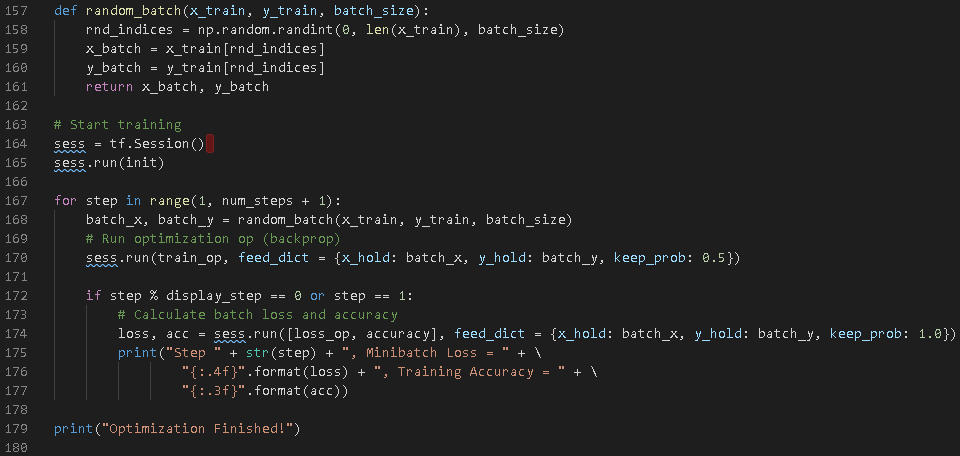 157 def random_batch(x_train, y_train, batch_size):
158     rnd_indices = np.random.randint(0, len(x_train), batch_size)
159     x_batch = x_train[rnd_indices]
160     y_batch = y_train[rnd_indices]
161     return x_batch, y_batch
162
163 # Start training
164 sess = tf.Session()
165 sess.run(init)
166
167 for step in range(1, num_steps + 1):
168     batch_x, batch_y = random_batch(x_train, y_train, batch_size)
169     # Run optimization op (backprop)
170     sess.run(train_op, feed_dict = {x_hold: batch_x, y_hold: batch_y, keep_prob: 0.5})
171
172     if step % display_step == 0 or step == 1:
173         # Calculate batch loss and accuracy
174         loss, acc = sess.run([loss_op, accuracy], feed_dict = {x_hold: batch_x, y_hold: batch_y, keep_prob: 1.0})
175         print("Step " + str(step) + ", Minibatch Loss = " + \
176                 "{:.4f}".format(loss) + ", Training Accuracy = " + \
177                 "{:.3f}".format(acc))
178
179 print("Optimization Finished!")
180